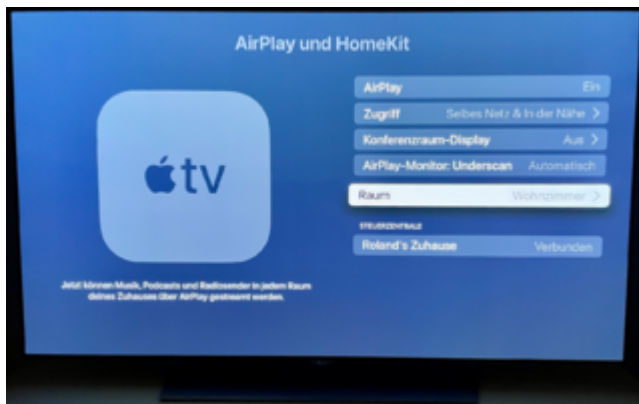 AirPlay und HomeKit
AirPlay Ein
Zugriff Selbes Netz & In der Nähe
Konferenzraum-Display Aus
AirPlay-Monitor: Underscan Automatisch
Raum Wohnzimmer
STEUERZENTRALE
Roland's Zuhause Verbunden
tv
Jetzt können Musik, Podcasts und Radiosender in jedem Raum
deines Zuhauses über AirPlay gestreamt werden.